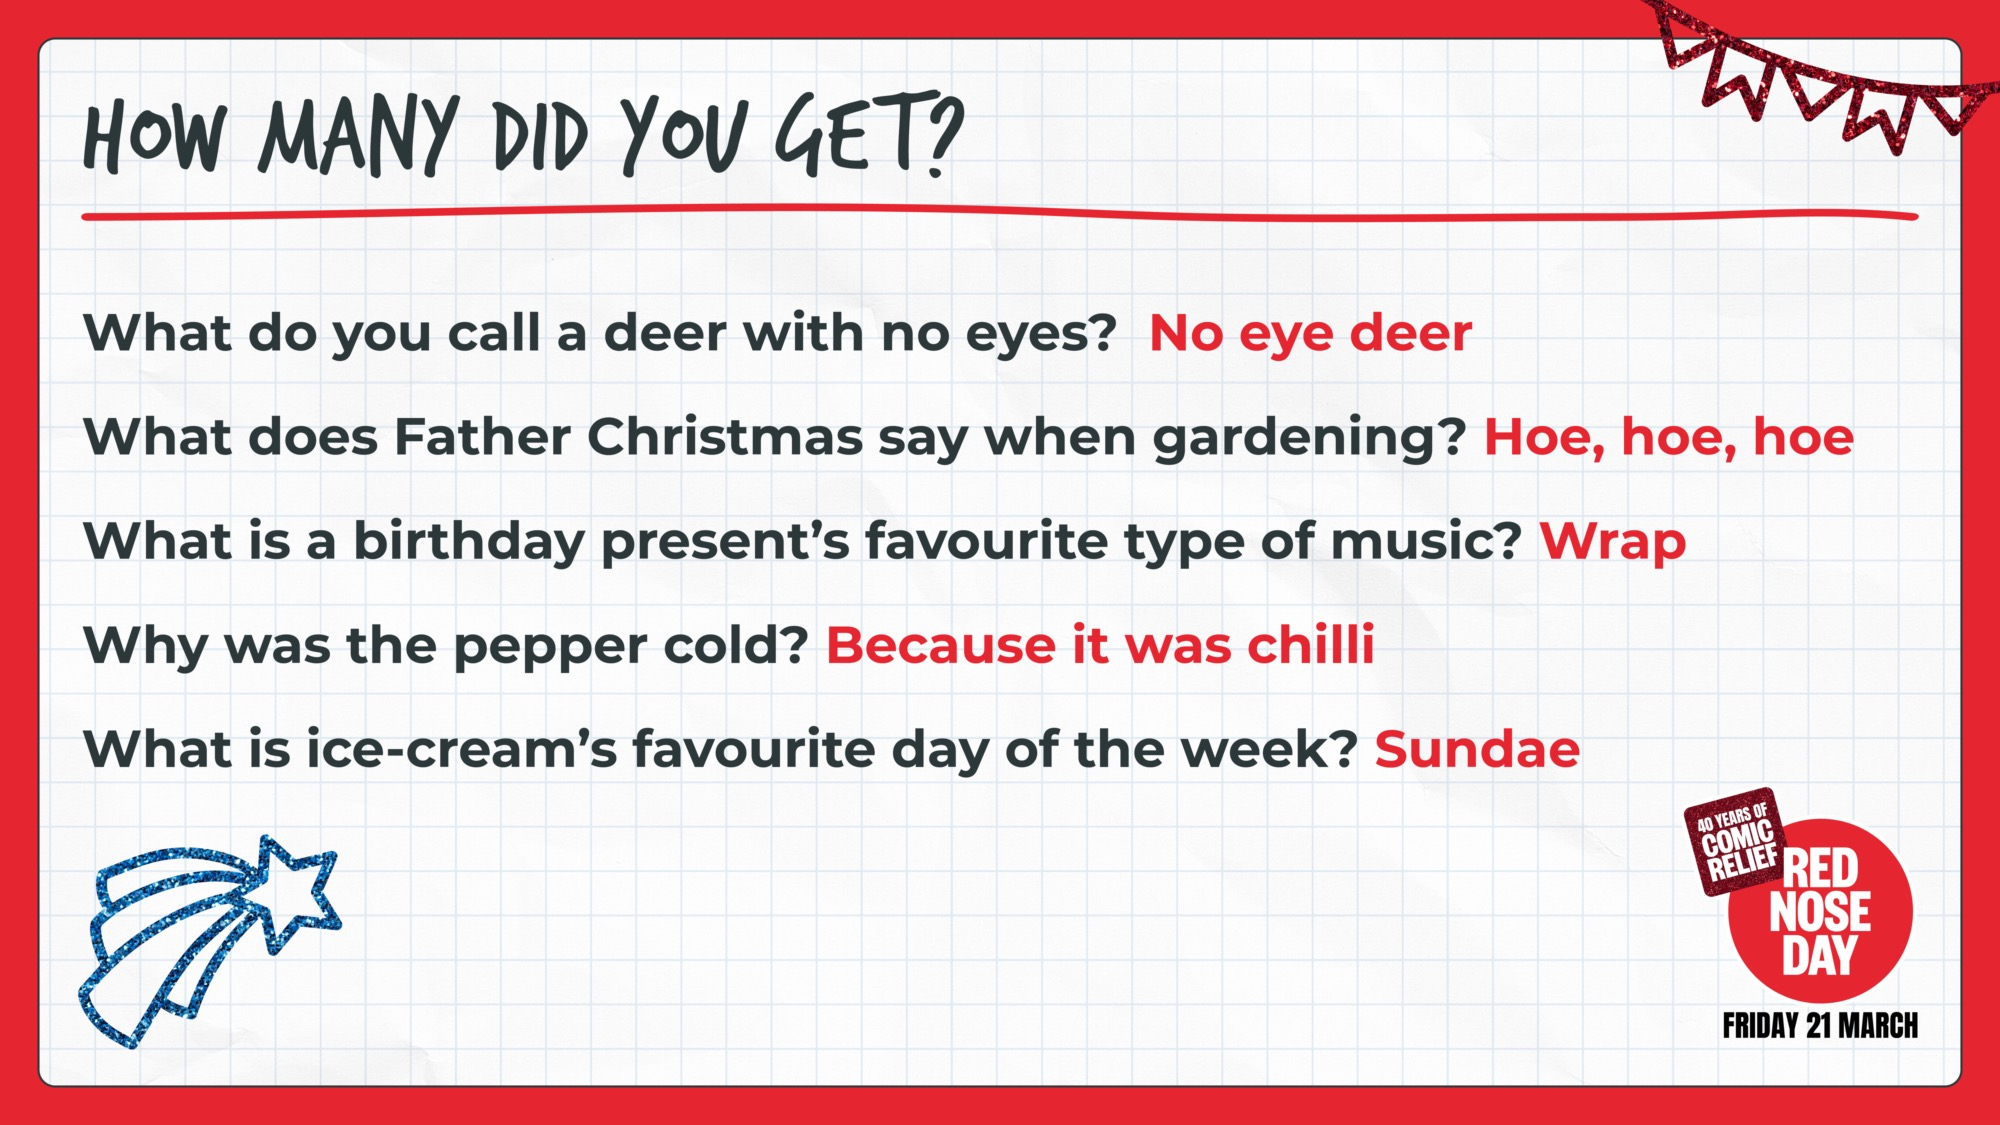 HOW MANY DID YOU GET?
What do you call a deer with no eyes?  No eye deer
What does Father Christmas say when gardening? Hoe, hoe, hoe
What is a birthday present’s favourite type of music? Wrap
Why was the pepper cold? Because it was chilli
What is ice-cream’s favourite day of the week? Sundae
40 YEARS OF
COMIC
RELIEF
RED
NOSE
DAY
FRIDAY 21 MARCH